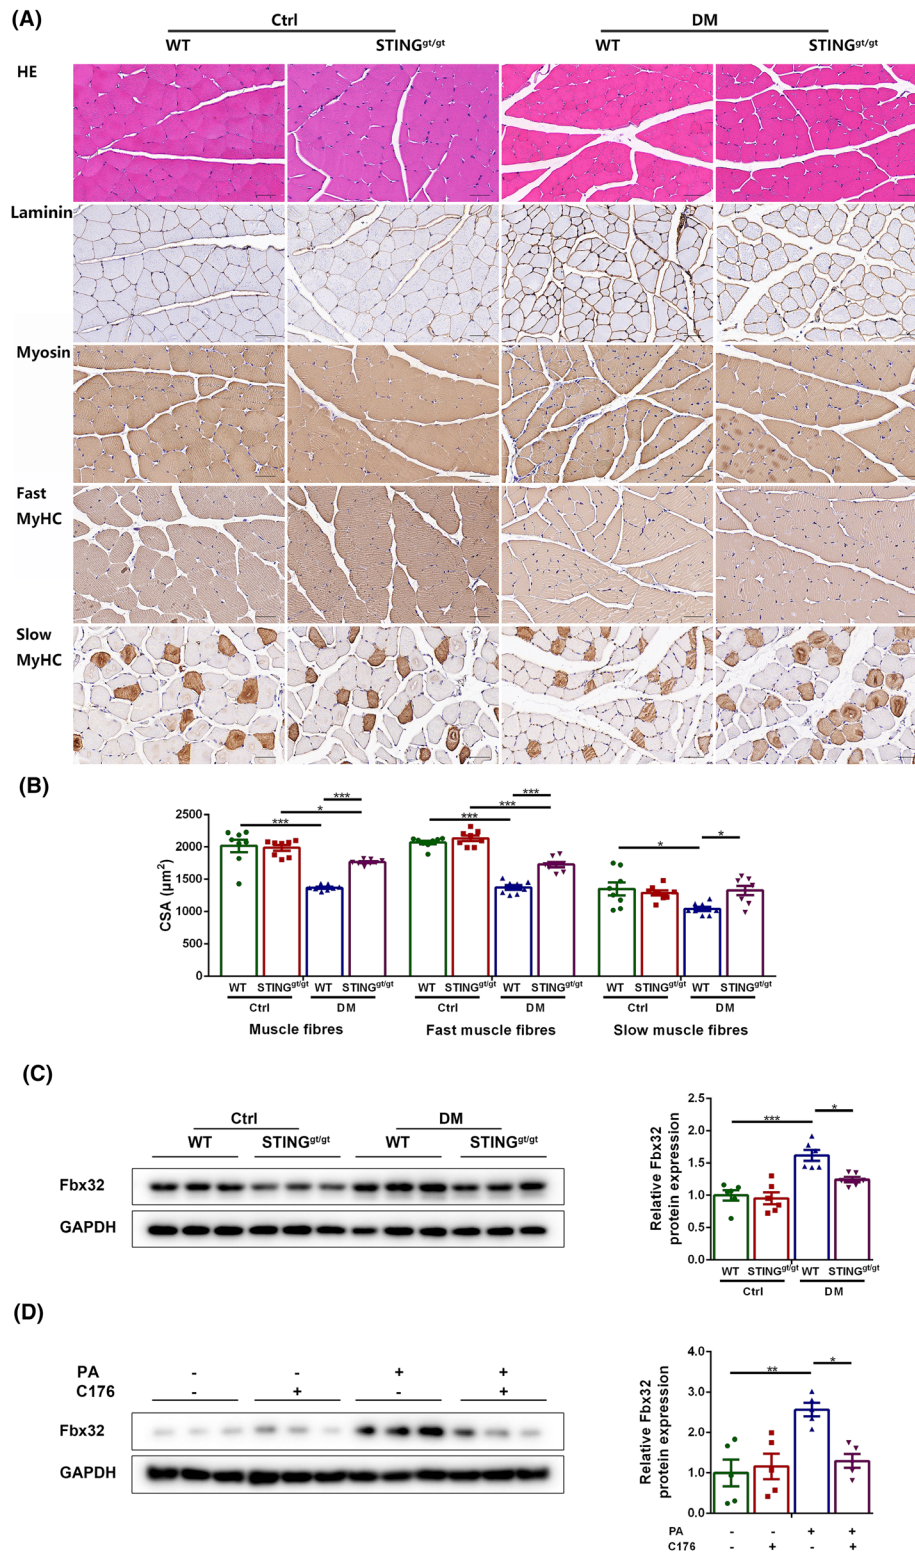 (A)
Ctrl DM
WT STING^gt/gt WT STING^gt/gt
HE
Laminin
Myosin
Fast
MyHC
Slow
MyHC
(B)
CSA (μm²)
2500
2000
1500
1000
500
0
*** * *** *** *** *** * *
WT STING^gt/gt WT STING^gt/gt WT STING^gt/gt WT STING^gt/gt WT STING^gt/gt WT STING^gt/gt
Ctrl DM Ctrl DM Ctrl DM
Muscle fibres Fast muscle fibres Slow muscle fibres
(C)
Ctrl DM
WT STING^gt/gt WT STING^gt/gt
Fbx32
GAPDH
Relative Fbx32
protein expression
2.5
2.0
1.5
1.0
0.5
0.0
*** *
WT STING^gt/gt WT STING^gt/gt
Ctrl DM
(D)
PA - - + +
C176 - + - +
Fbx32
GAPDH
Relative Fbx32
protein expression
4.0
3.0
2.0
1.0
0.0
** *
PA - - + +
C176 - + - +